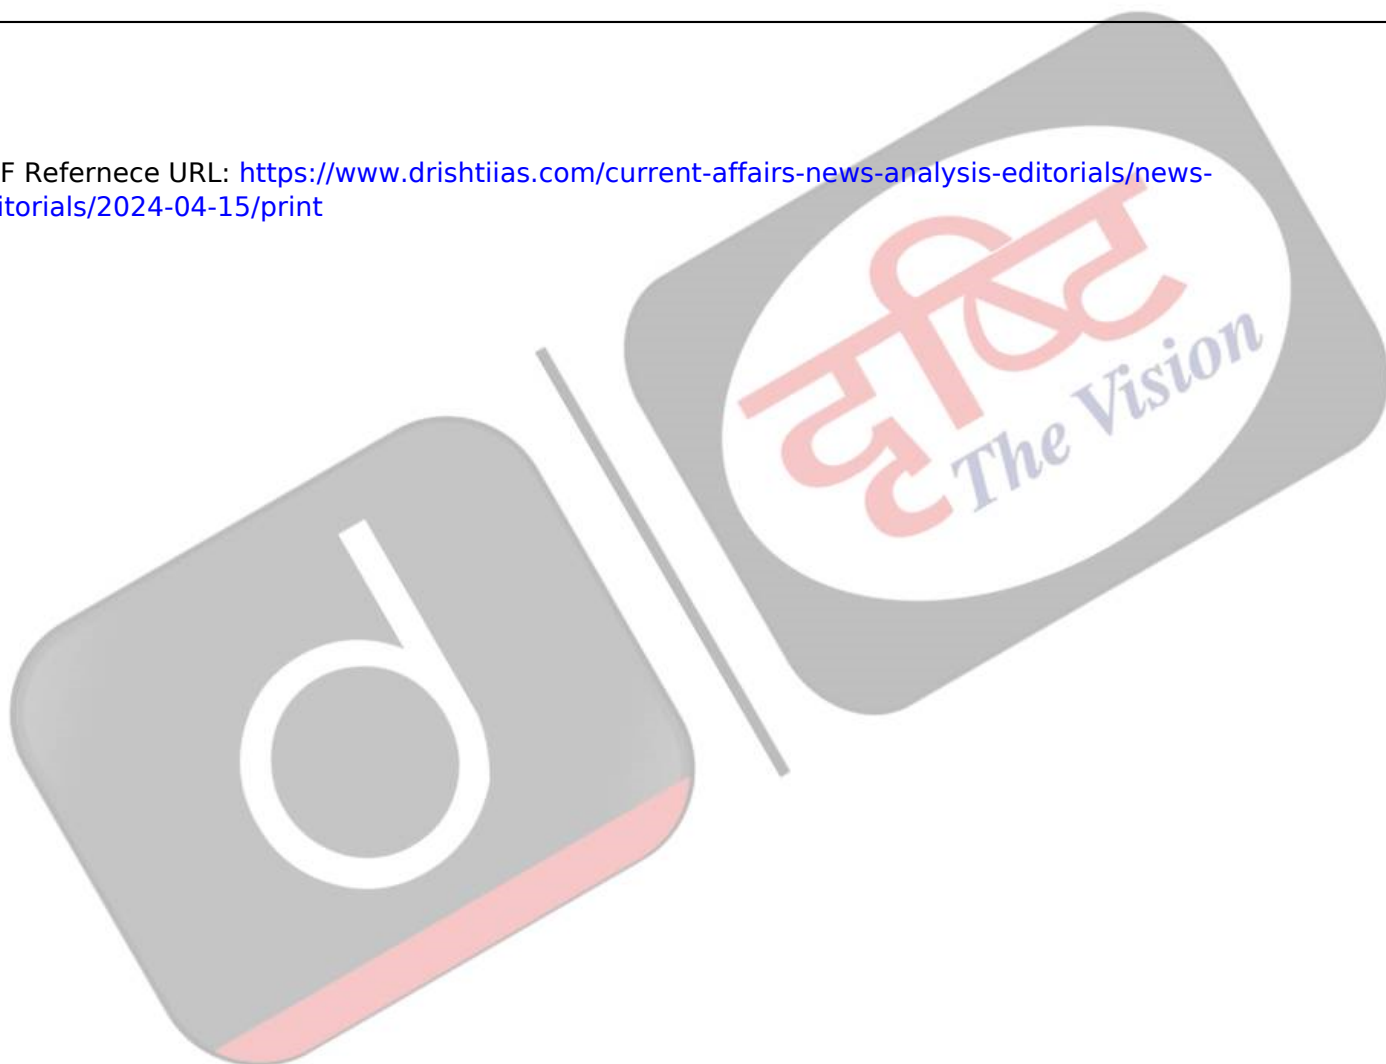 F Refernece URL: https://www.drishtiias.com/current-affairs-news-analysis-editorials/news-
itorials/2024-04-15/print
दृष्टि
The Vision
d